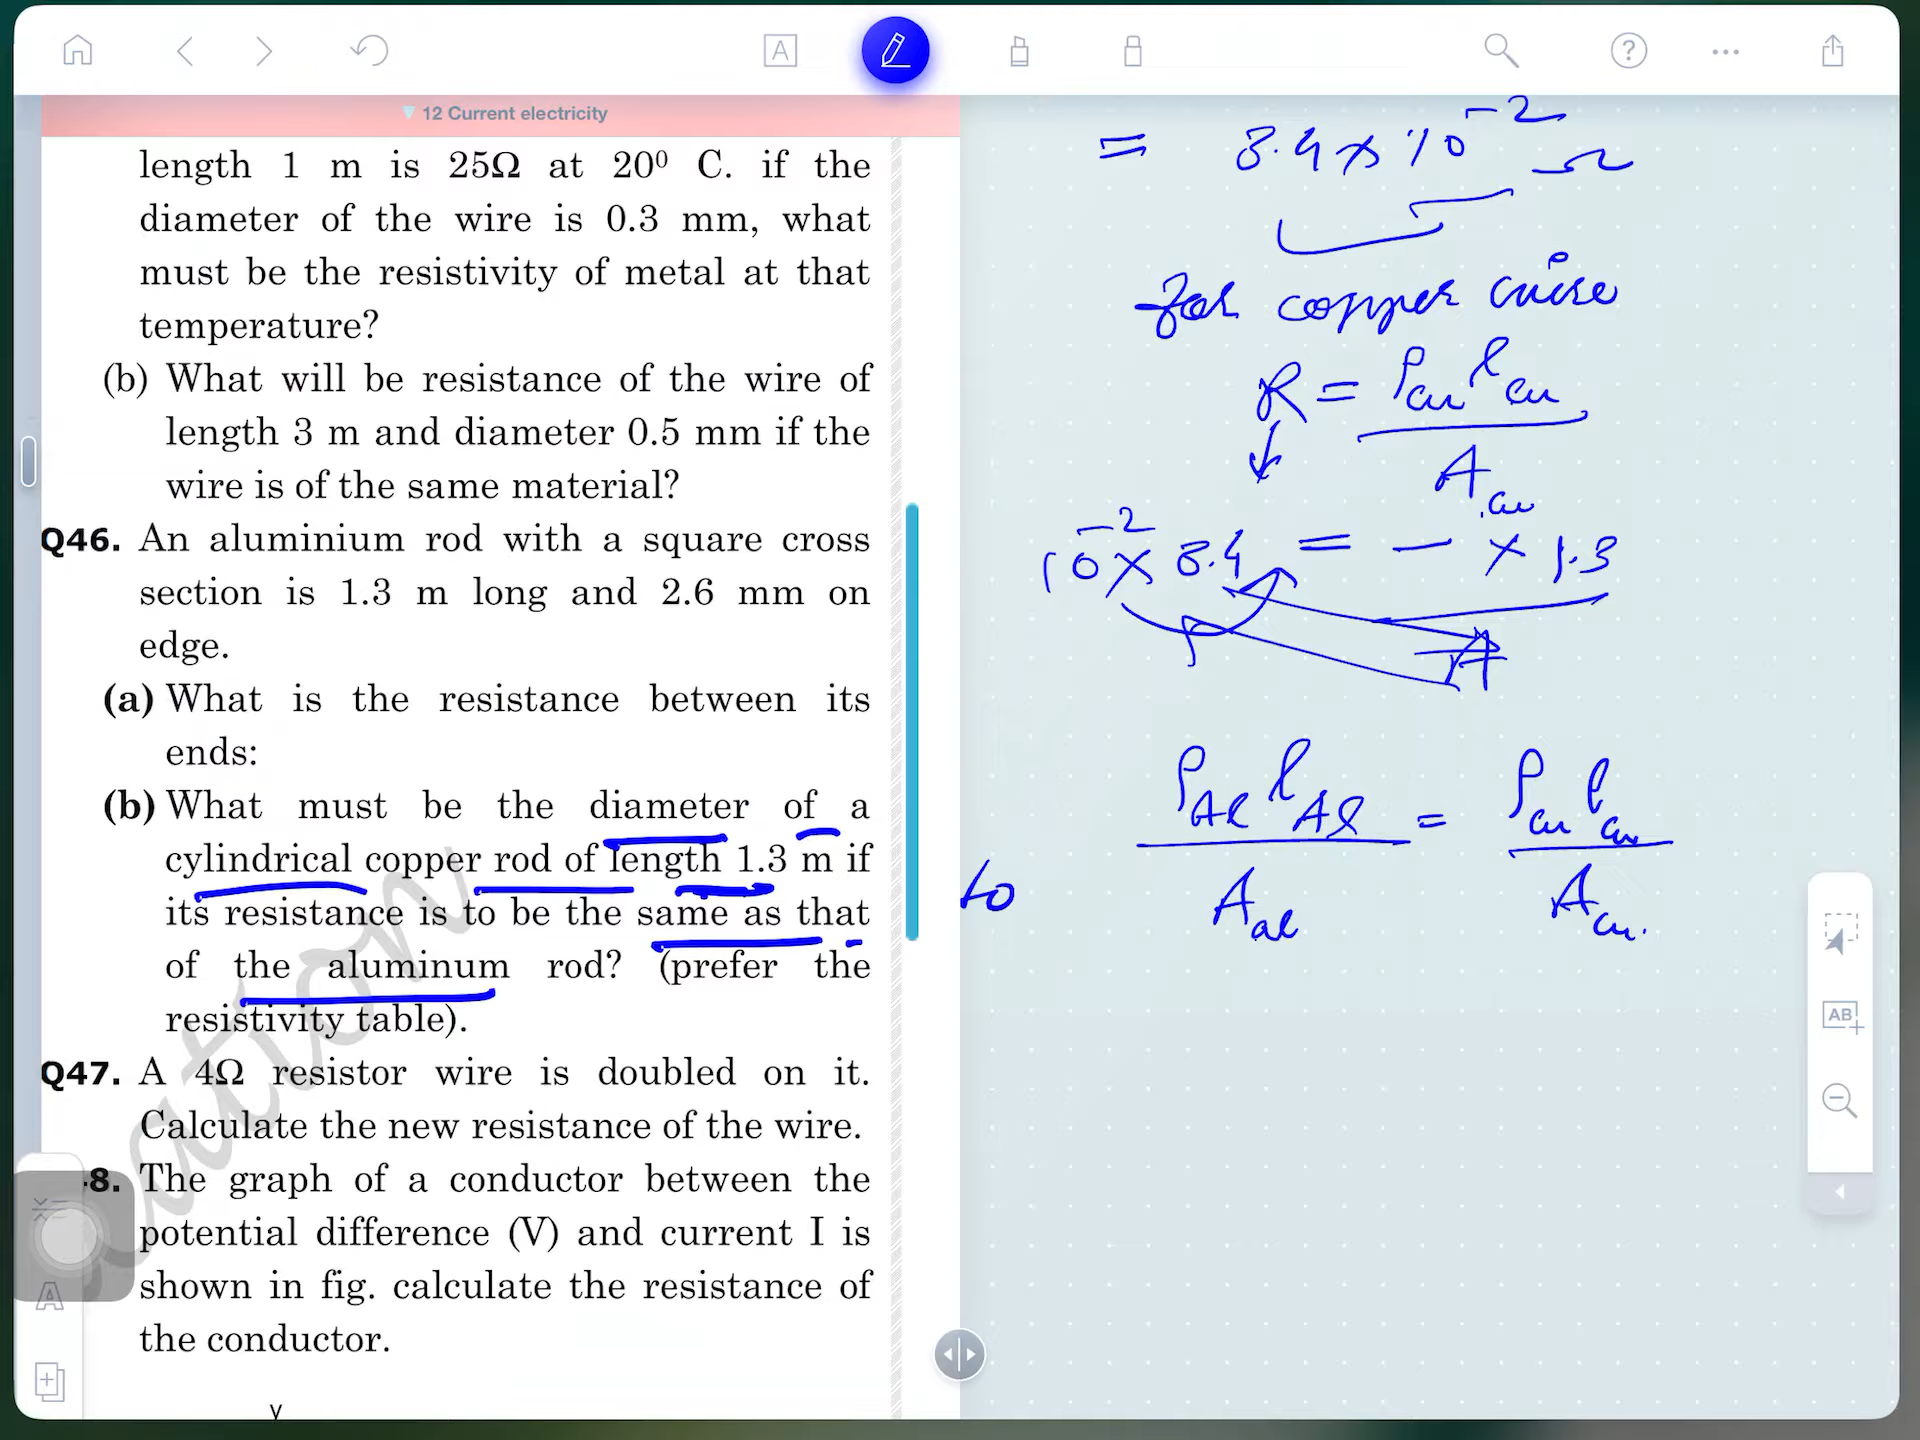 12 Current electricity
length 1 m is 25Ω at 20⁰ C. if the
diameter of the wire is 0.3 mm, what
must be the resistivity of metal at that
temperature?
(b) What will be resistance of the wire of
length 3 m and diameter 0.5 mm if the
wire is of the same material?
Q46. An aluminium rod with a square cross
section is 1.3 m long and 2.6 mm on
edge.
(a) What is the resistance between its
ends:
(b) What must be the diameter of a
cylindrical copper rod of length 1.3 m if
its resistance is to be the same as that
of the aluminum rod? (prefer the
resistivity table).
Q47. A 4Ω resistor wire is doubled on it.
Calculate the new resistance of the wire.
8. The graph of a conductor between the
potential difference (V) and current I is
shown in fig. calculate the resistance of
the conductor.
y
ation
A
A
AB
= 8.4 × 10⁻² Ω
for copper wire
R = ρcu lcu
Acu
10⁻² × 8.4 = — × 1.3
A
ρAl lAl = ρcu lcu
Aal Acu.
to